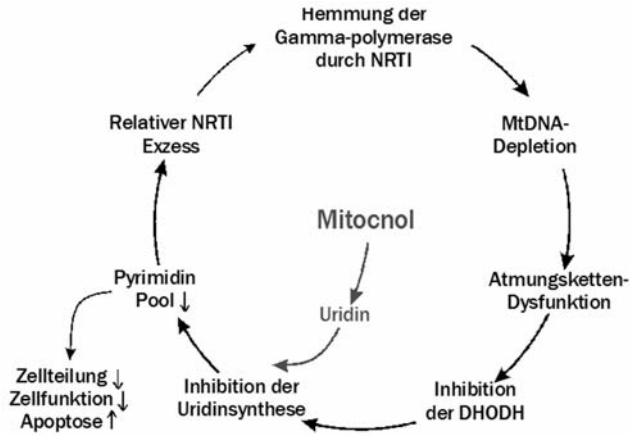 Hemmung der
Gamma-polymerase
durch NRTI
MtDNA-
Depletion
Atmungsketten-
Dysfunktion
Inhibition
der DHODH
Inhibition der
Uridinsynthese
Pyrimidin
Pool ↓
Relativer NRTI
Exzess
Zellteilung ↓
Zellfunktion ↓
Apoptose ↑
Mitocnol
Uridin